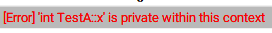 [Error] 'int TestA::x' is private within this context